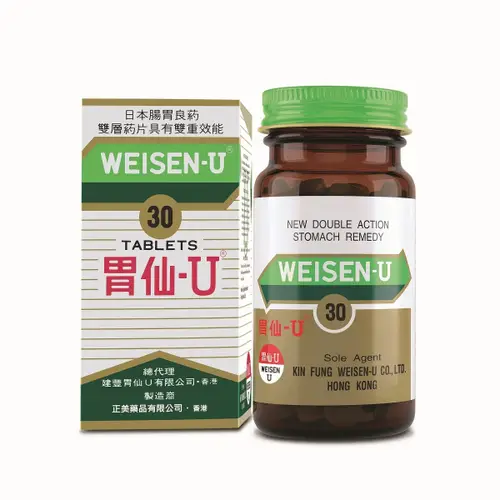 日本腸胃良葯
雙層葯片具有雙重效能
WEISEN-U®
30
TABLETS
胃仙-U®
總代理
建豐胃仙U有限公司·香港
製造商
正美藥品有限公司·香港
NEW DOUBLE ACTION
STOMACH REMEDY
WEISEN-U
30
胃仙-U
胃仙-U
WEISEN
U
Sole Agent
KIN FUNG WEISEN-U CO., LTD.
HONG KONG